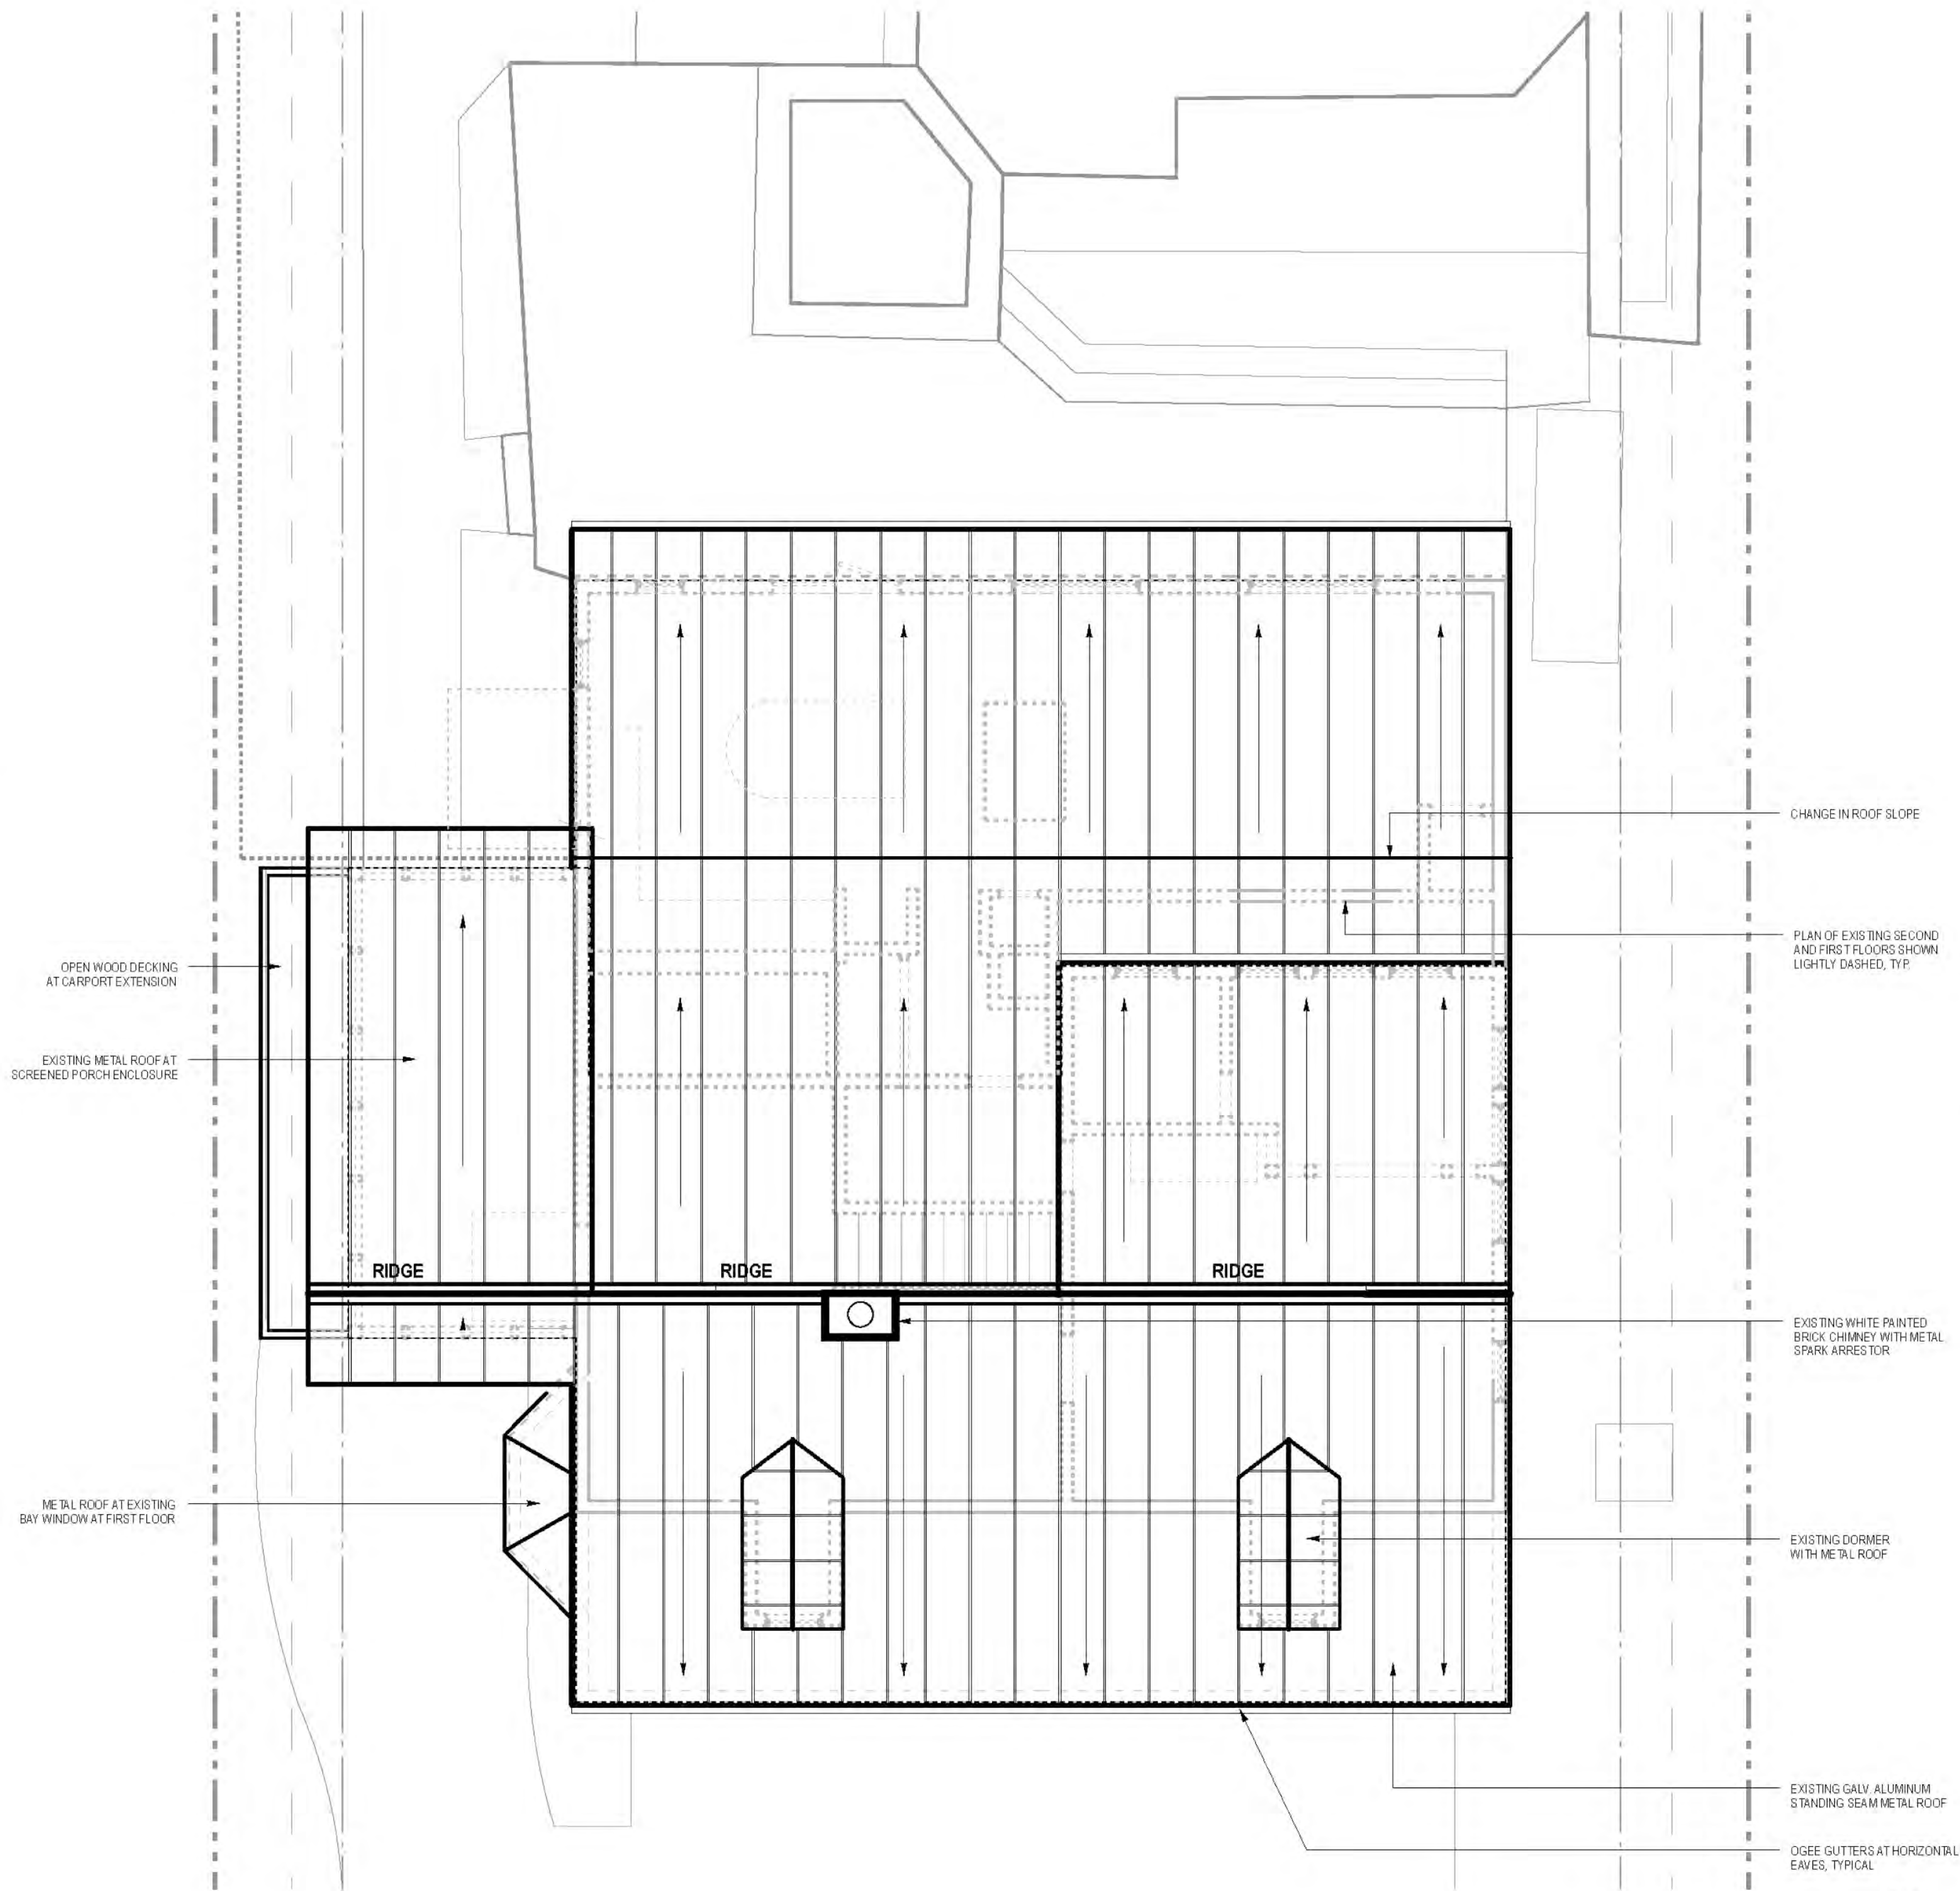 CHANGE IN ROOF SLOPE
PLAN OF EXISTING SECOND
AND FIRST FLOORS SHOWN
LIGHTLY DASHED, TYP.
OPEN WOOD DECKING
AT CARPORT EXTENSION
EXISTING METAL ROOF AT
SCREENED PORCH ENCLOSURE
RIDGE
RIDGE
RIDGE
EXISTING WHITE PAINTED
BRICK CHIMNEY WITH METAL
SPARK ARRESTOR
METAL ROOF AT EXISTING
BAY WINDOW AT FIRST FLOOR
EXISTING DORMER
WITH METAL ROOF
EXISTING GALV. ALUMINUM
STANDING SEAM METAL ROOF
OGEE GUTTERS AT HORIZONTAL
EAVES, TYPICAL